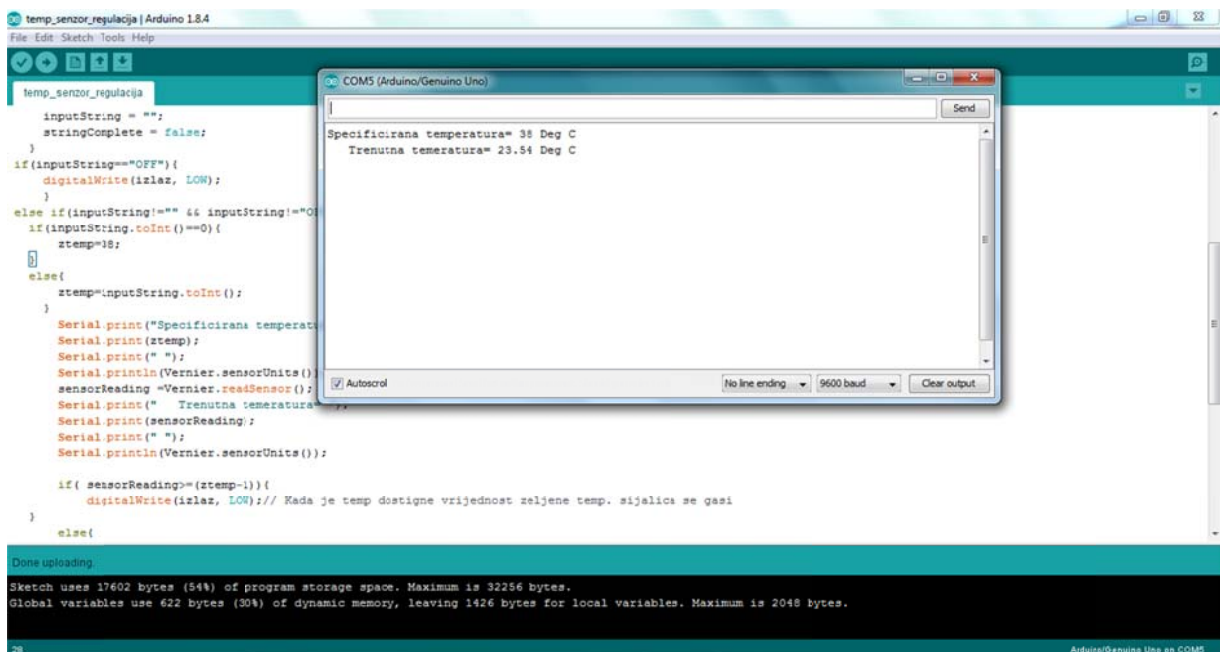 temp_senzor_regulacija | Arduino 1.8.4
File Edit Sketch Tools Help
temp_senzor_regulacija
inputString = "";
stringComplete = false;
}
if(inputString=="OFF"){
digitalWrite(izlaz, LOW);
}
else if(inputString!="" && inputString!="O
if(inputString.toInt()==0){
ztemp=38;
}
else{
ztemp=inputString.toInt();
}
Serial.print("Specificirana temperatu
Serial.print(ztemp);
Serial.print(" ");
Serial.println(Vernier.sensorUnits()
sensorReading =Vernier.readSensor();
Serial.print("   Trenutna temeratura= ");
Serial.print(sensorReading);
Serial.print(" ");
Serial.println(Vernier.sensorUnits());
if( sensorReading>=(ztemp-1)){
digitalWrite(izlaz, LOW);// Kada je temp dostigne vrijednost zeljene temp. sijalica se gasi
}
else{
COM5 (Arduino/Genuino Uno)
Send
Specificirana temperatura= 38 Deg C
Trenutna temeratura= 23.54 Deg C
Autoscrol
No line ending
9600 baud
Clear output
Done uploading.
Sketch uses 17602 bytes (54%) of program storage space. Maximum is 32256 bytes.
Global variables use 622 bytes (30%) of dynamic memory, leaving 1426 bytes for local variables. Maximum is 2048 bytes.
28
Arduino/Genuino Uno on COM5